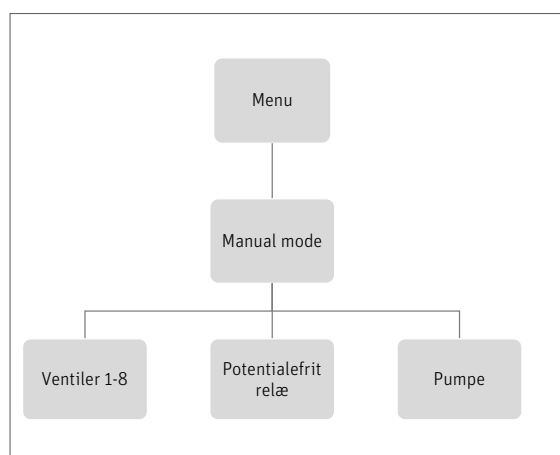 Menu
Manual mode
Ventiler 1-8
Potentialefrit
relæ
Pumpe